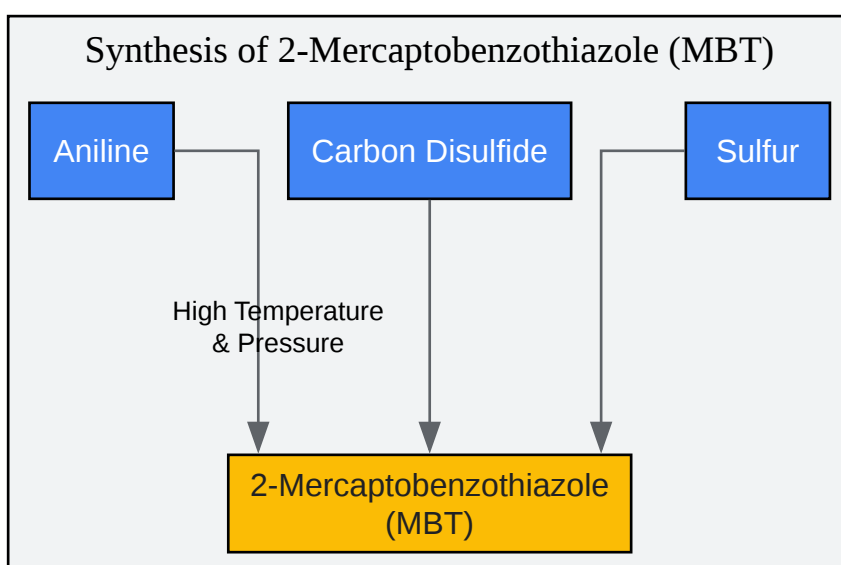 Synthesis of 2-Mercaptobenzothiazole (MBT)
Aniline
Carbon Disulfide
Sulfur
High Temperature
& Pressure
2-Mercaptobenzothiazole
(MBT)